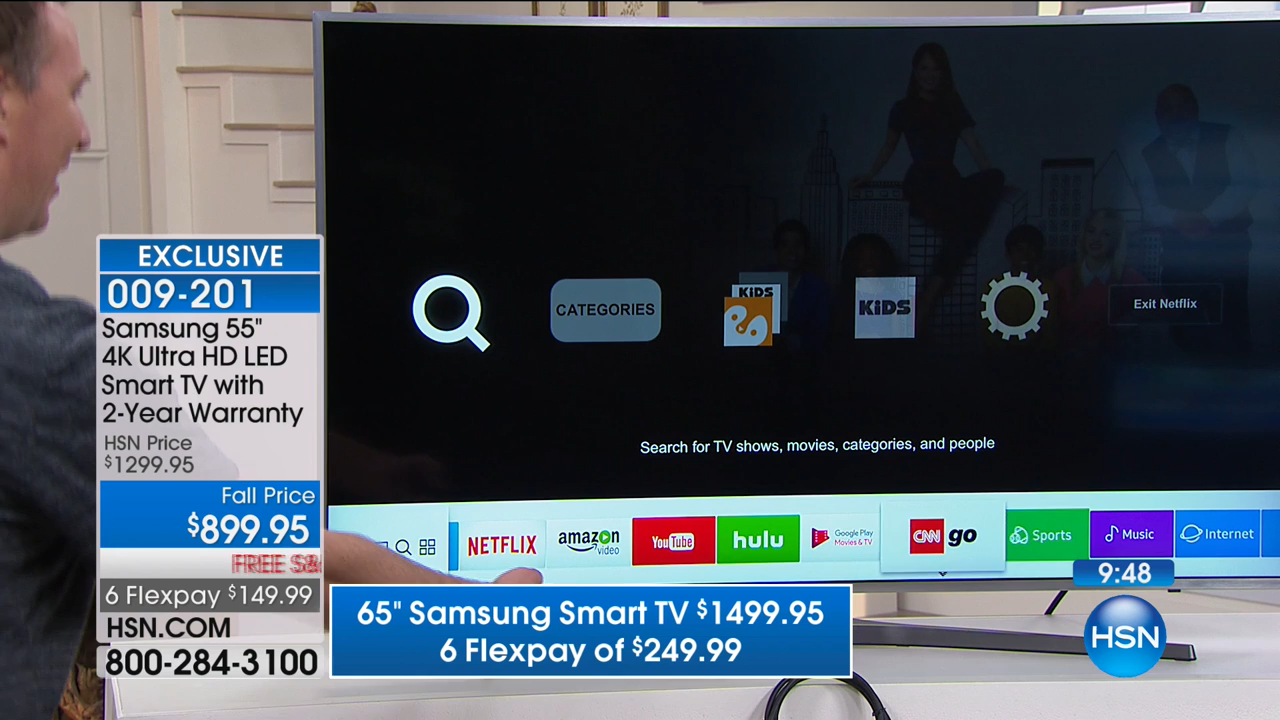 EXCLUSIVE
009-201
Samsung 55"
4K Ultra HD LED
Smart TV with
2-Year Warranty
HSN Price
$1299.95
Fall Price
$899.95
FREE S&
6 Flexpay $149.99
HSN.COM
800-284-3100
CATEGORIES
KiDS
KiDS
Exit Netflix
Search for TV shows, movies, categories, and people
NETFLIX
amazon video
YouTube
hulu
Google Play Movies & TV
CNN go
Sports
Music
Internet
9:48
HSN
65" Samsung Smart TV $1499.95
6 Flexpay of $249.99